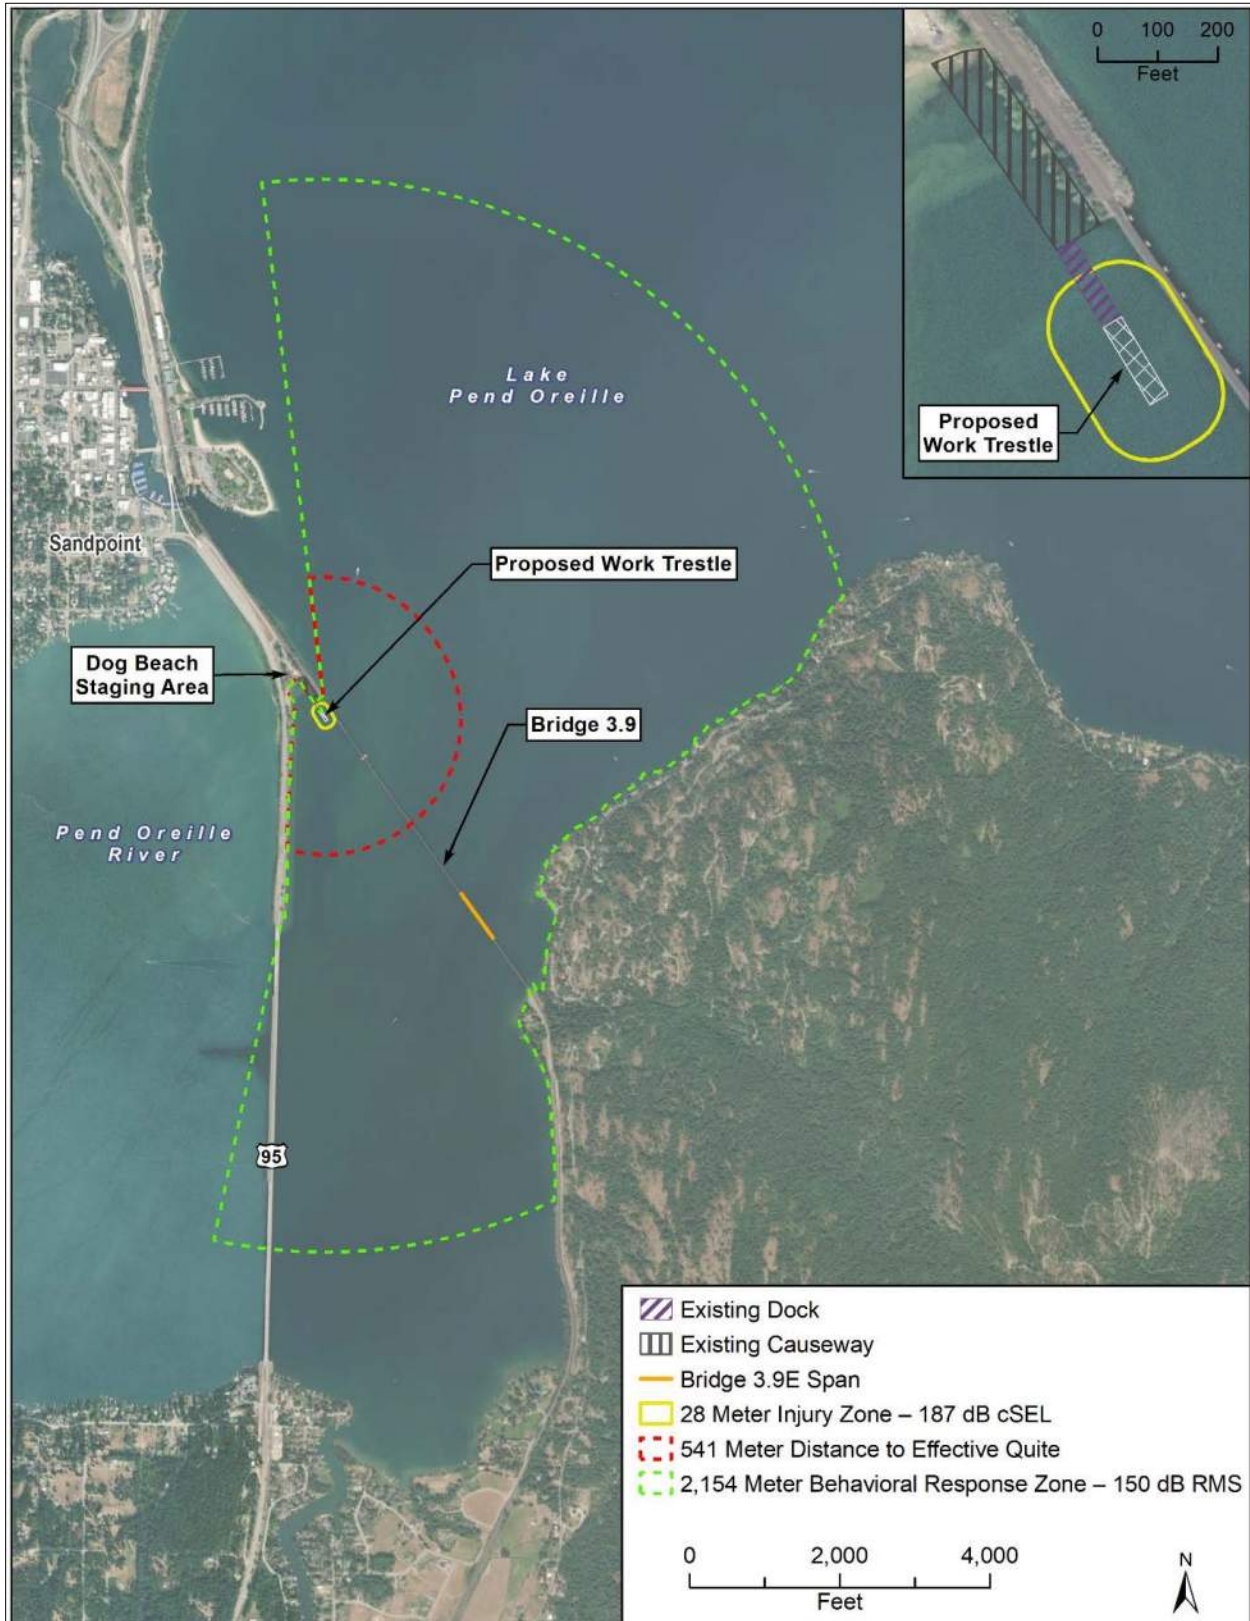 0 100 200
Feet
Proposed
Work Trestle
Lake
Pend Oreille
Sandpoint
Proposed Work Trestle
Dog Beach
Staging Area
Bridge 3.9
Pend Oreille
River
95
Existing Dock
Existing Causeway
Bridge 3.9E Span
28 Meter Injury Zone – 187 dB cSEL
541 Meter Distance to Effective Quite
2,154 Meter Behavioral Response Zone – 150 dB RMS
0 2,000 4,000
Feet
N